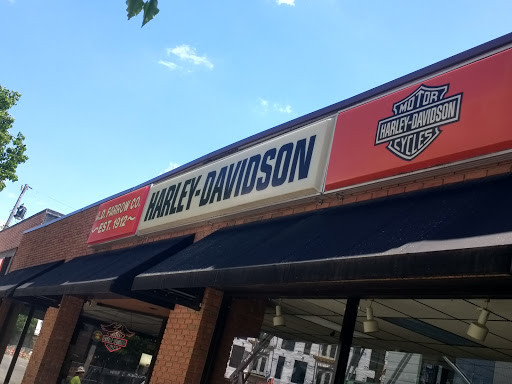 A.D. FARROW CO.
~EST. 1912~
HARLEY-DAVIDSON
MOTOR
HARLEY-DAVIDSON
CYCLES